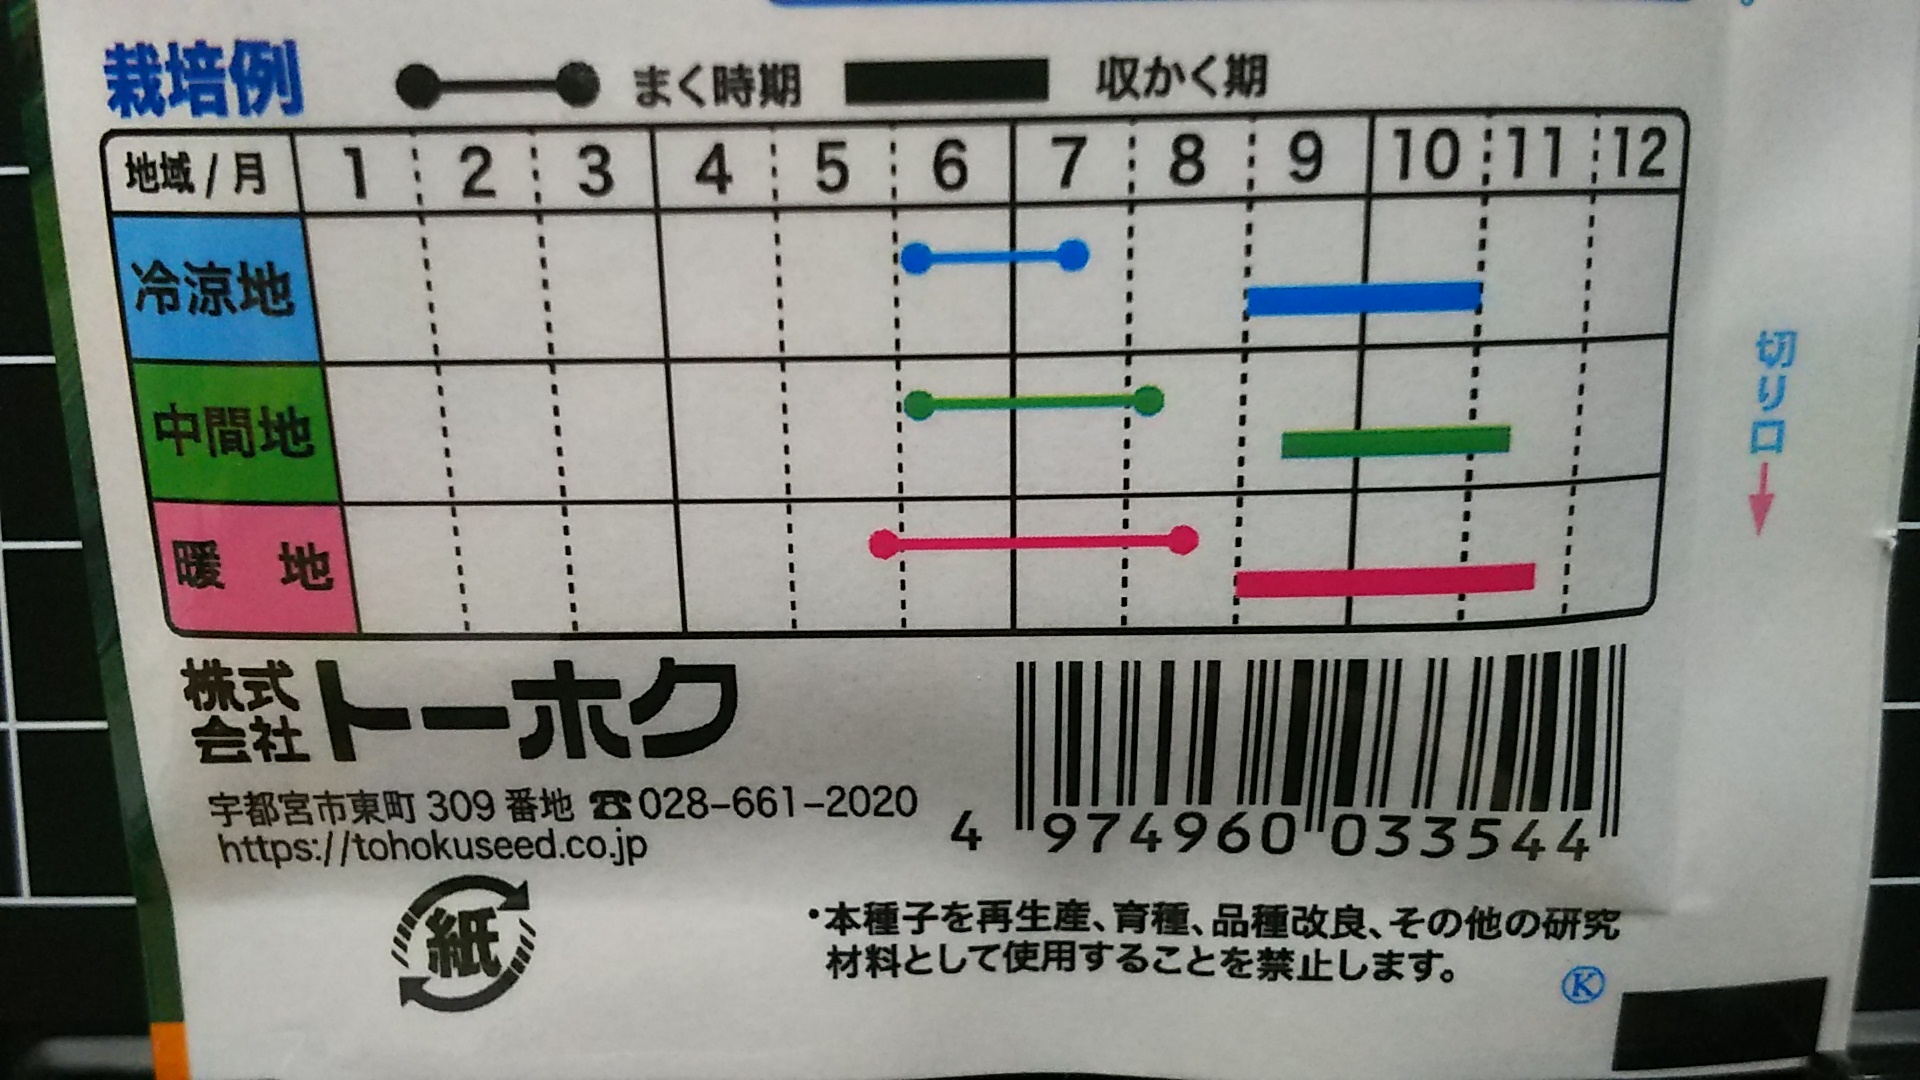 栽培例 まく時期 収かく期
地域/月 1 2 3 4 5 6 7 8 9 10 11 12
冷涼地
中間地
暖 地
株式会社トーホク
宇都宮市東町 309 番地 ☎028-661-2020
https://tohokuseed.co.jp
4 974960 033544
紙
・本種子を再生産、育種、品種改良、その他の研究
材料として使用することを禁止します。
Ⓚ
切り口